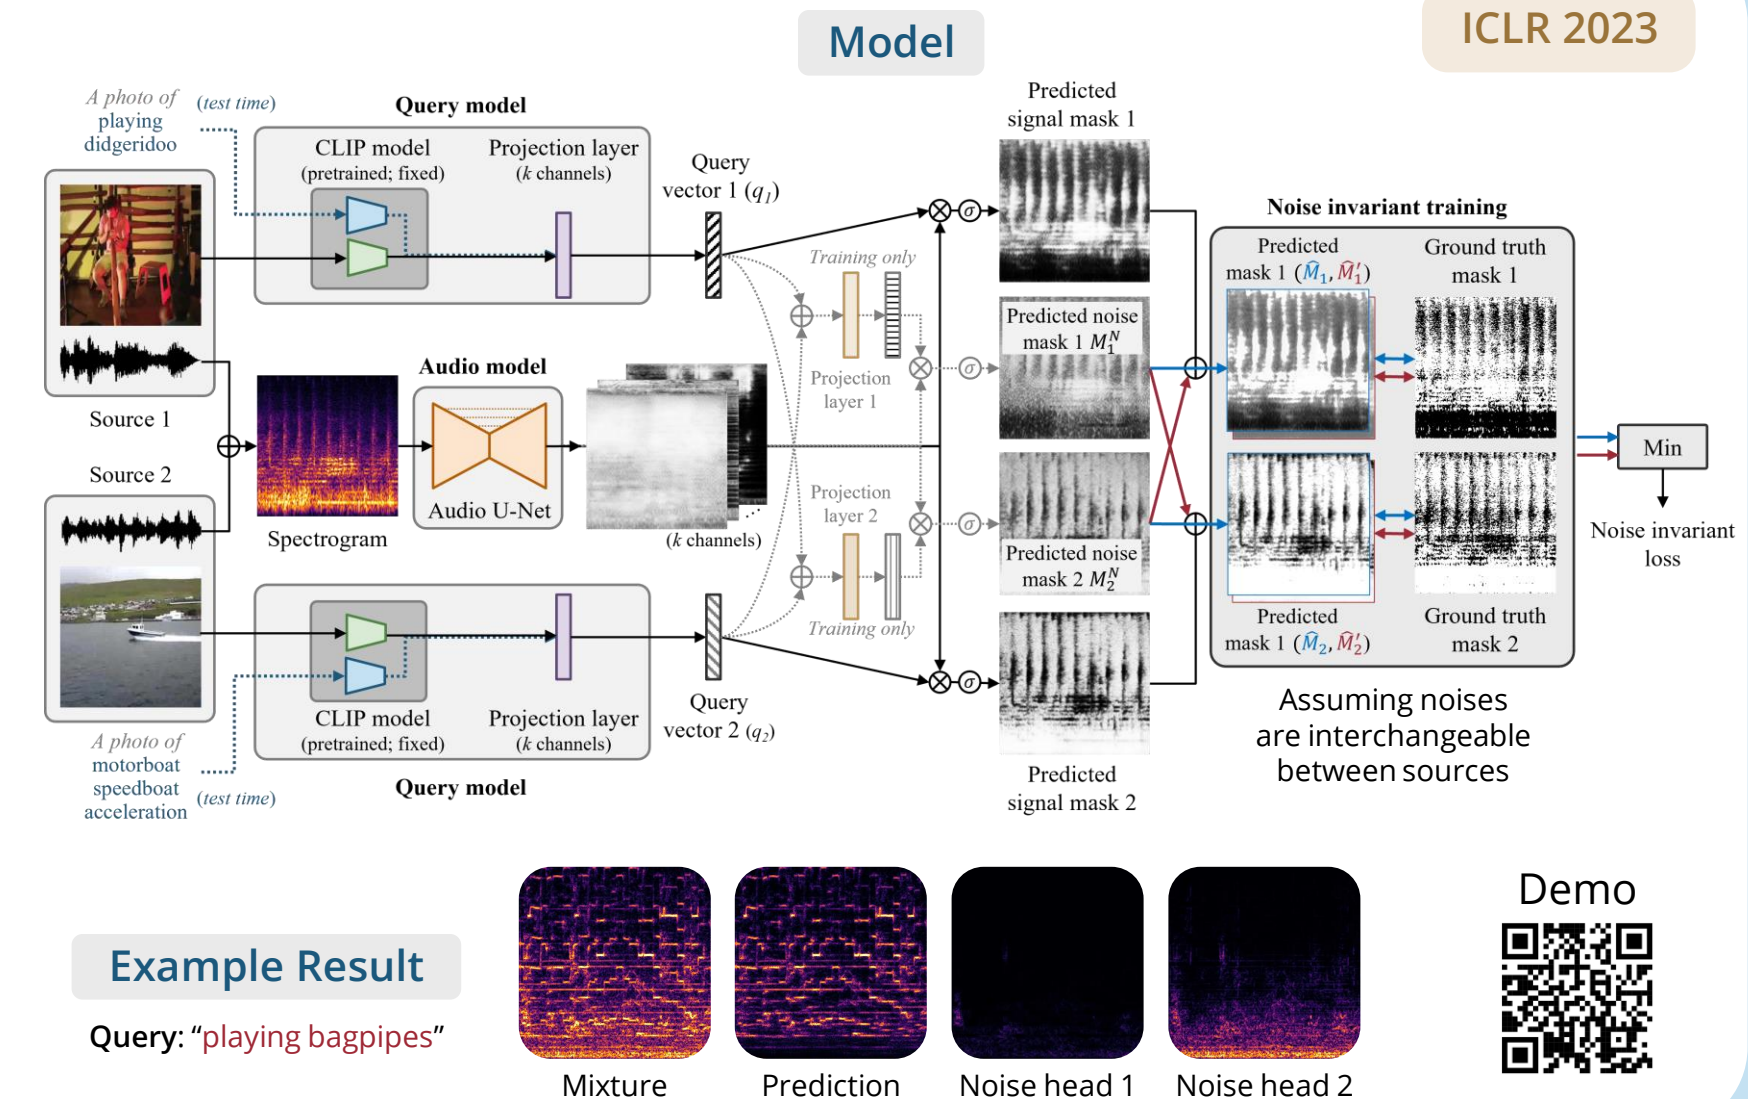 Model
ICLR 2023
A photo of
playing
didgeridoo
(test time)
Query model
CLIP model
(pretrained; fixed)
Projection layer
(k channels)
Query
vector 1 (q₁)
Predicted
signal mask 1
Source 1
Source 2
Spectrogram
Audio model
Audio U-Net
(k channels)
...
Training only
Projection
layer 1
Projection
layer 2
Training only
σ
σ
σ
σ
Predicted noise
mask 1 M₁ᴺ
Predicted noise
mask 2 M₂ᴺ
Noise invariant training
Predicted
mask 1 (M̂₁, M̂₁′)
Ground truth
mask 1
Predicted
mask 1 (M̂₂, M̂₂′)
Ground truth
mask 2
Min
Noise invariant
loss
Assuming noises
are interchangeable
between sources
A photo of
motorboat
speedboat
acceleration
(test time)
CLIP model
(pretrained; fixed)
Projection layer
(k channels)
Query model
Query
vector 2 (q₂)
Predicted
signal mask 2
Example Result
Query: “playing bagpipes”
Mixture
Prediction
Noise head 1
Noise head 2
Demo